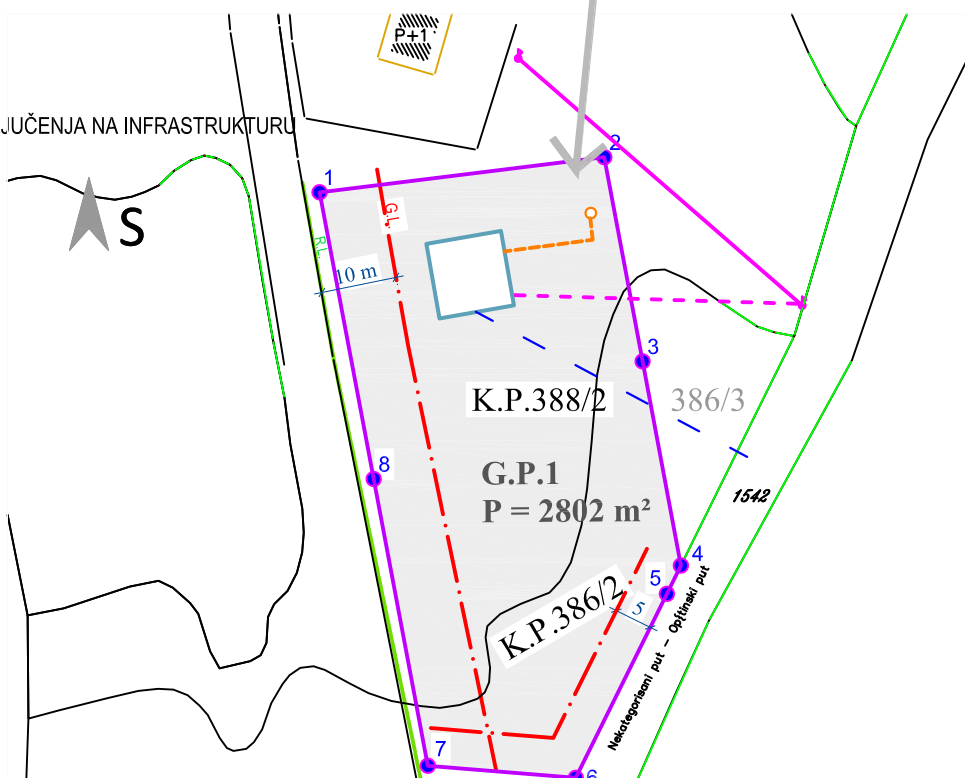 P+1
JUČENJA NA INFRASTRUKTURU
2
1
S
G.L.
R.L.
10 m
3
K.P.388/2
386/3
8
G.P.1
P = 2802 m²
1542
4
5
K.P.386/2
5
Nekategorisani put - Opštinski put
7
6